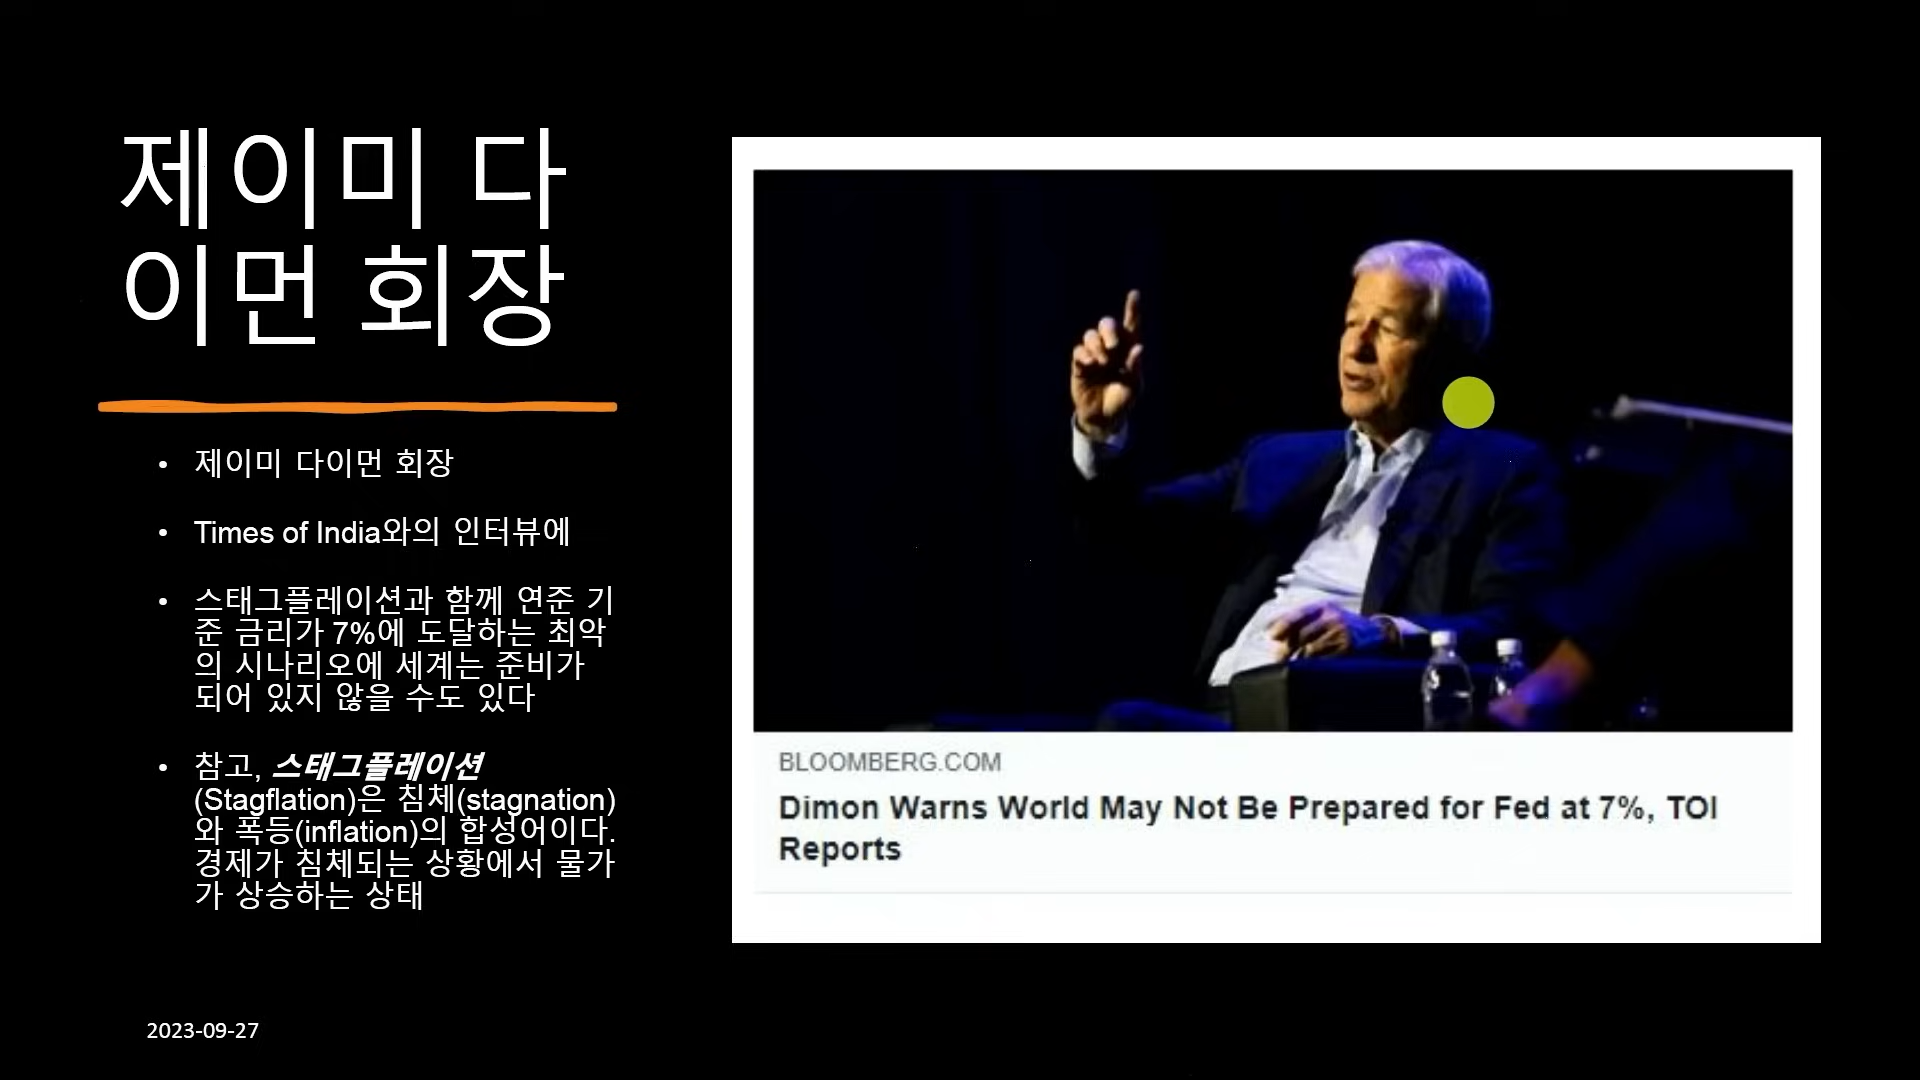 제이미 다
이먼 회장
• 제이미 다이먼 회장
• Times of India와의 인터뷰에
• 스태그플레이션과 함께 연준 기
준 금리가 7%에 도달하는 최악
의 시나리오에 세계는 준비가
되어 있지 않을 수도 있다
• 참고, 스태그플레이션
(Stagflation)은 침체(stagnation)
와 폭등(inflation)의 합성어이다.
경제가 침체되는 상황에서 물가
가 상승하는 상태
BLOOMBERG.COM
Dimon Warns World May Not Be Prepared for Fed at 7%, TOI
Reports
2023-09-27